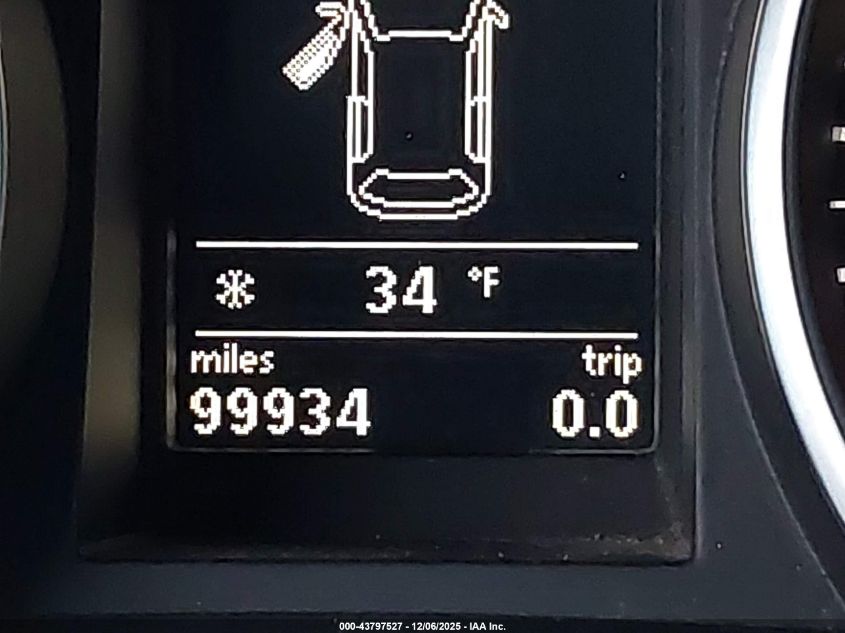 34 °F
miles trip
99934 0.0
000-43797527 - 12/06/2025 - IAA Inc.